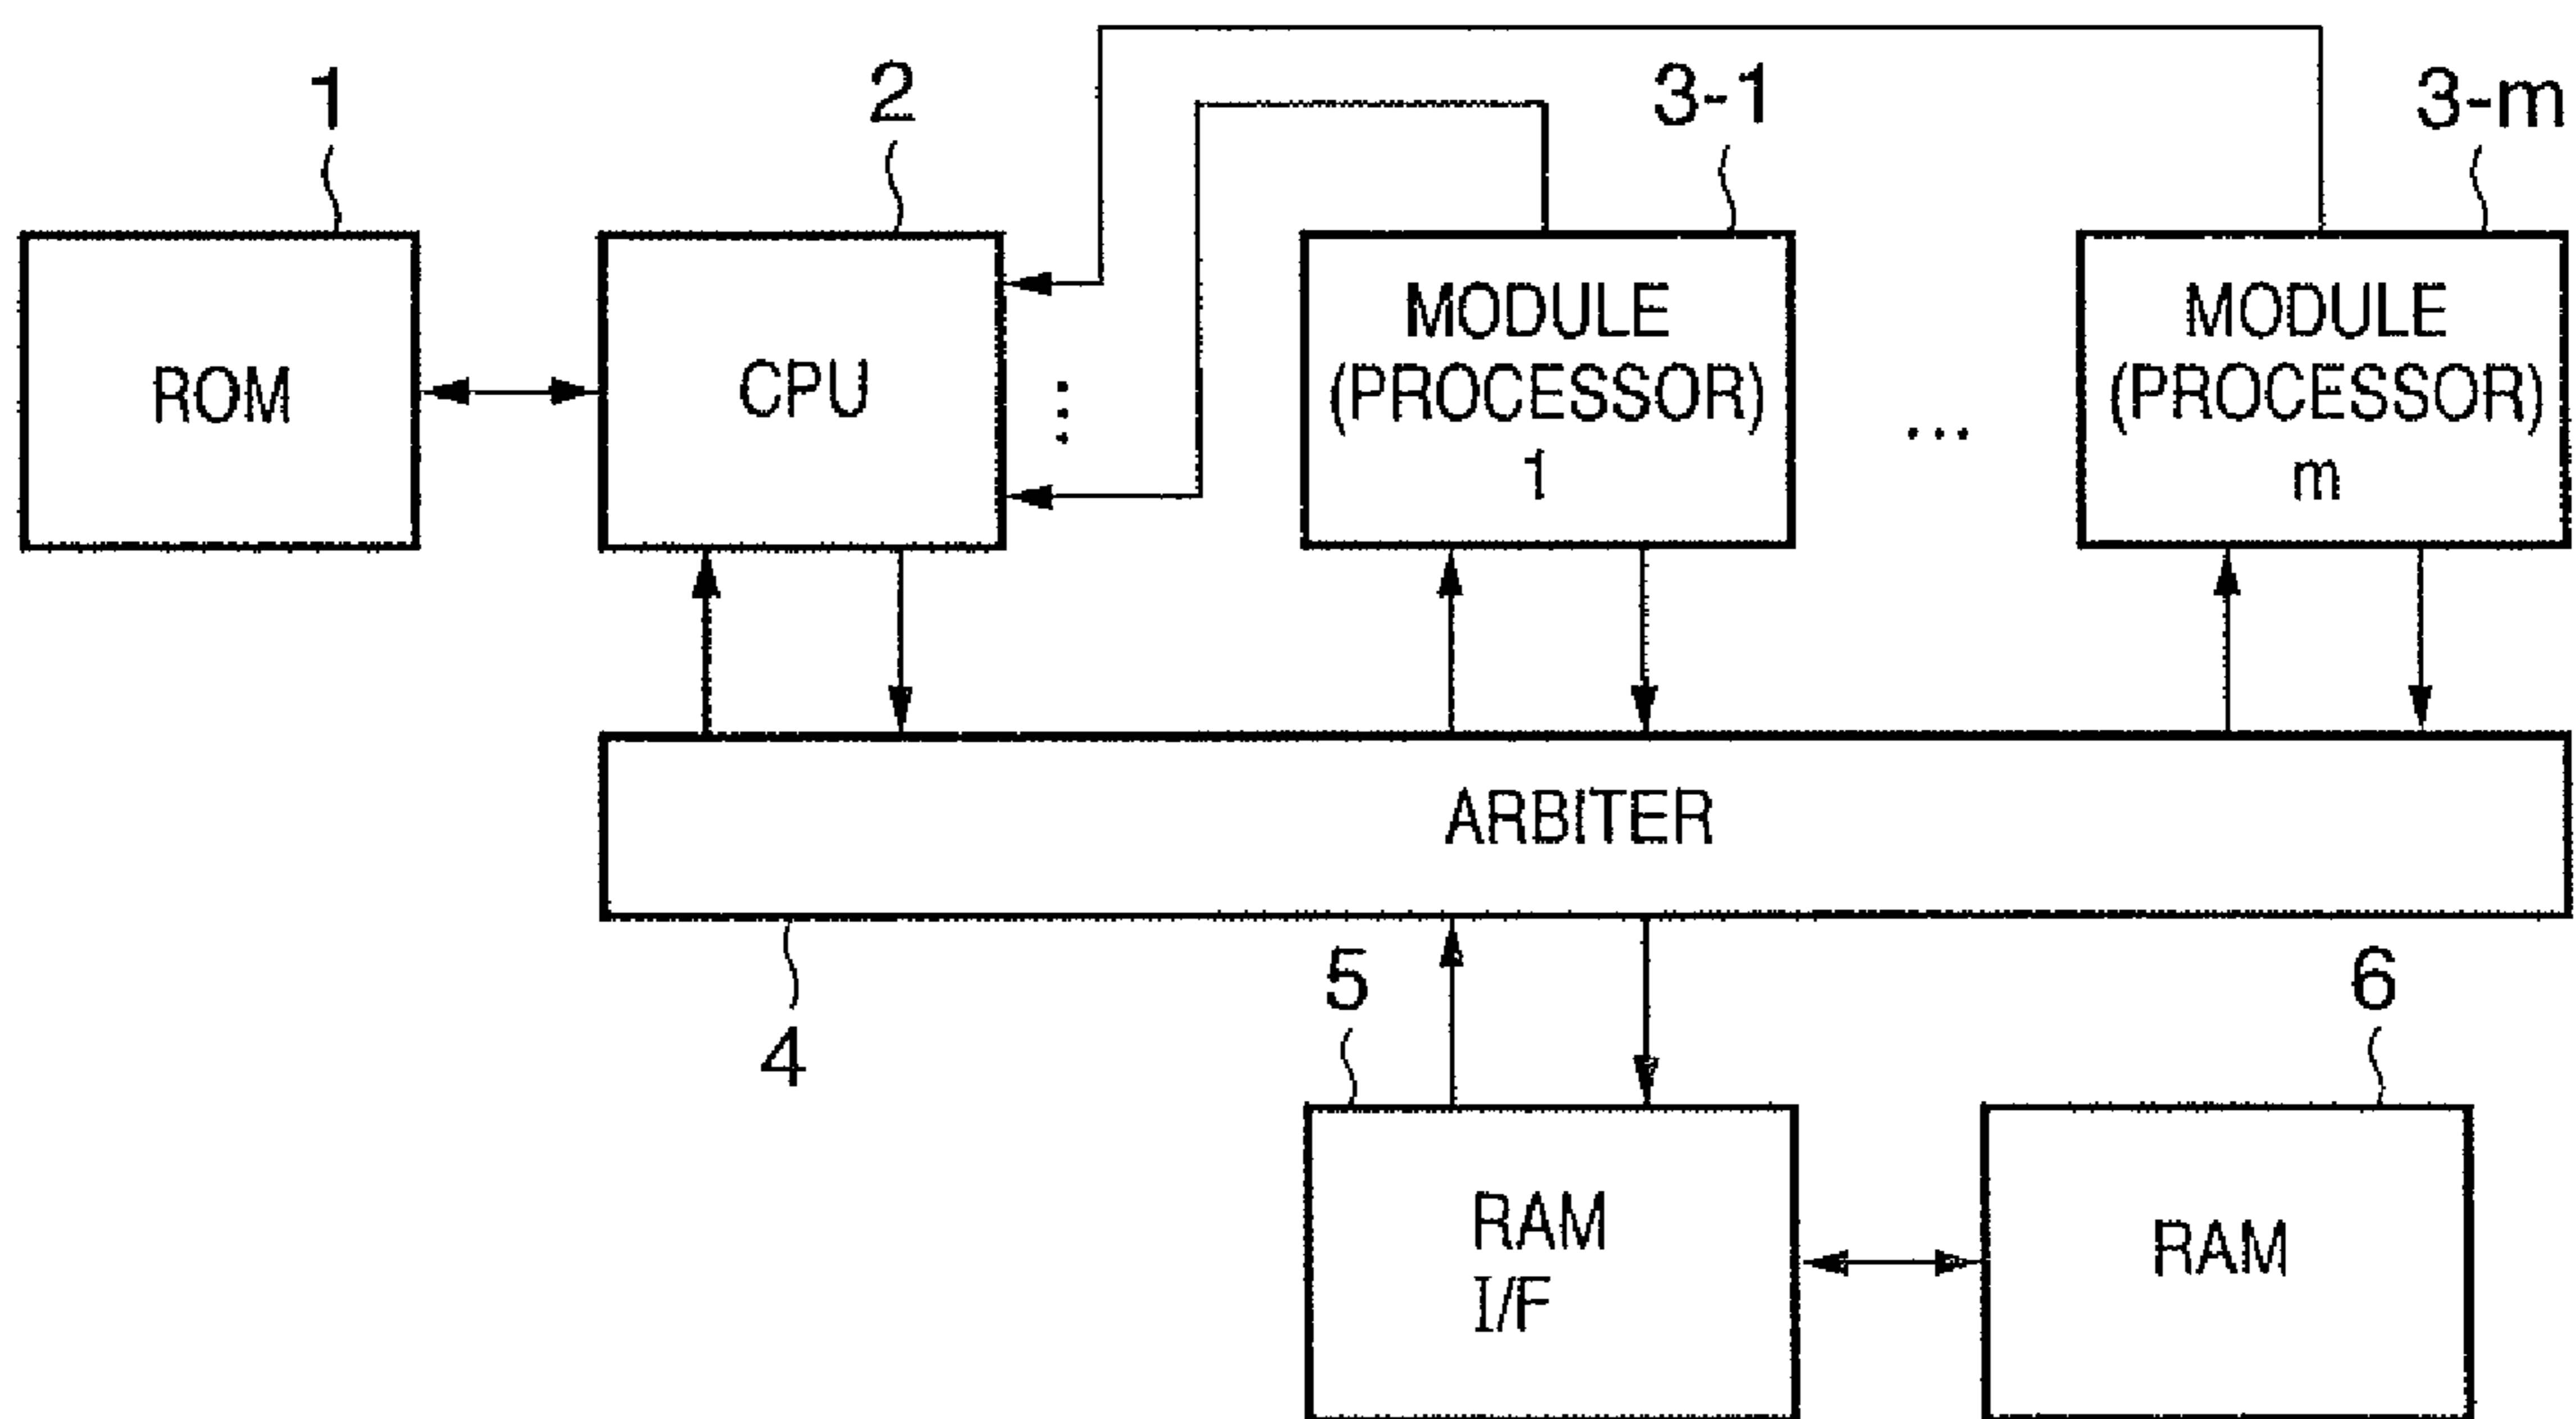 1
2
3-1
3-m
ROM
CPU
...
MODULE
(PROCESSOR)
1
...
MODULE
(PROCESSOR)
m
ARBITER
4
5
6
RAM
I/F
RAM